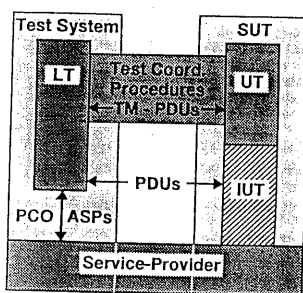 Test System
SUT
LT
Test Coord.
Procedures
TM - PDUs
UT
PDUs
IUT
PCO
ASPs
Service-Provider